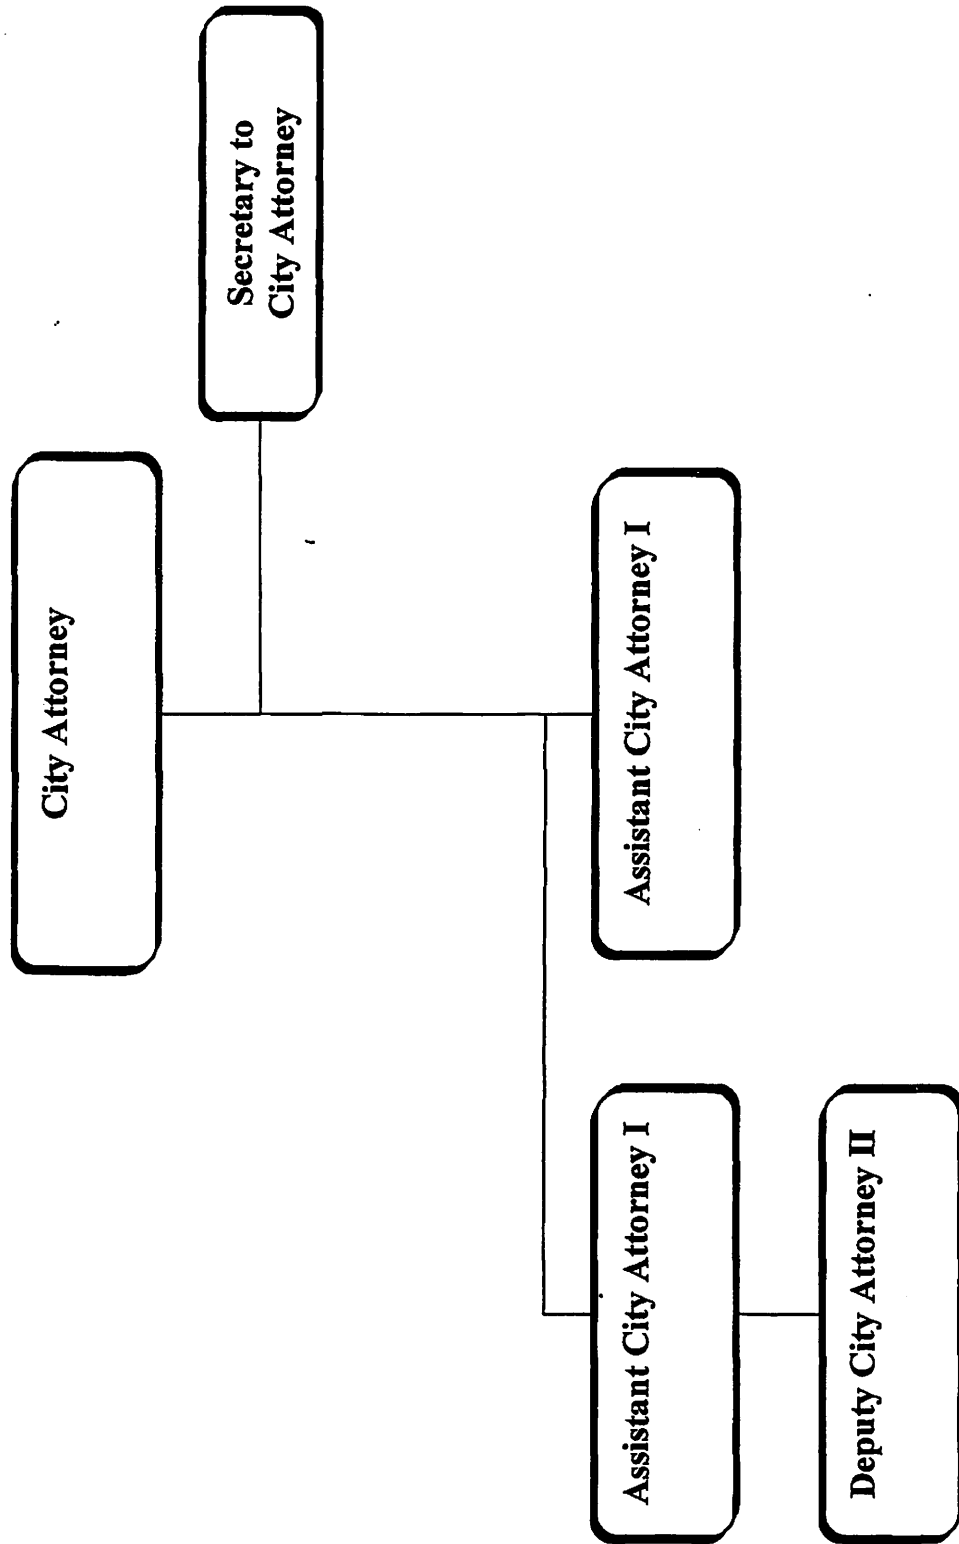 City Attorney
Secretary to
City Attorney
Assistant City Attorney I
Assistant City Attorney I
Deputy City Attorney II